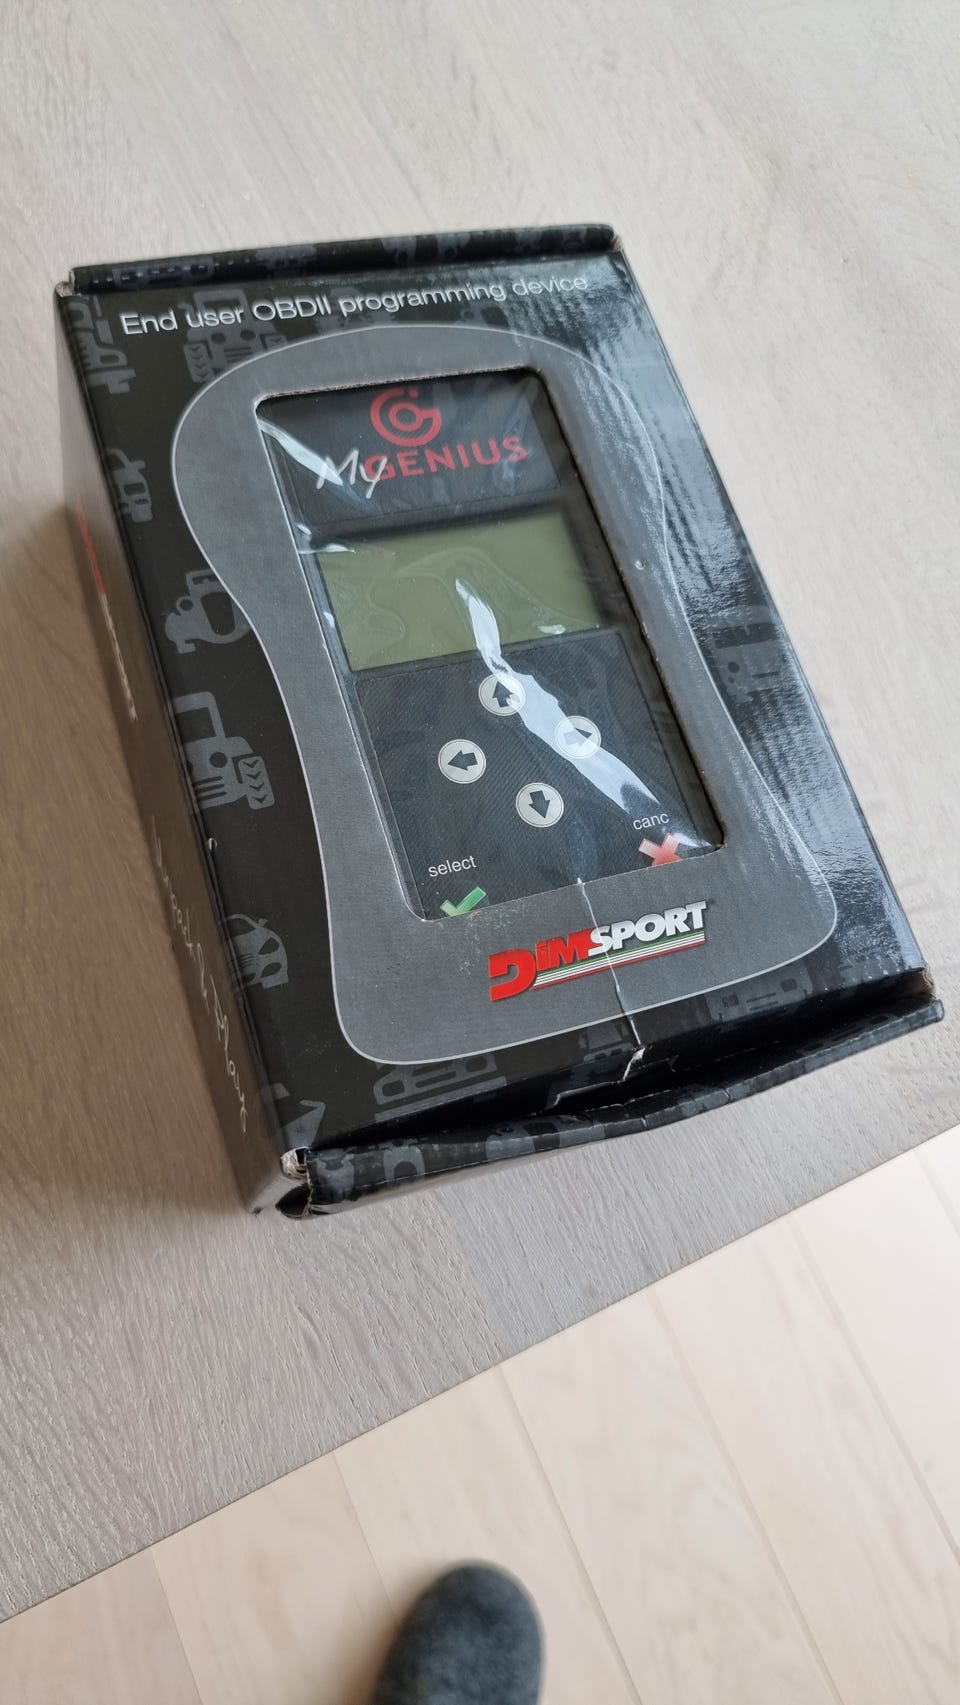 End user OBDII programming device
My GENIUS
select
canc
DiMSPORT